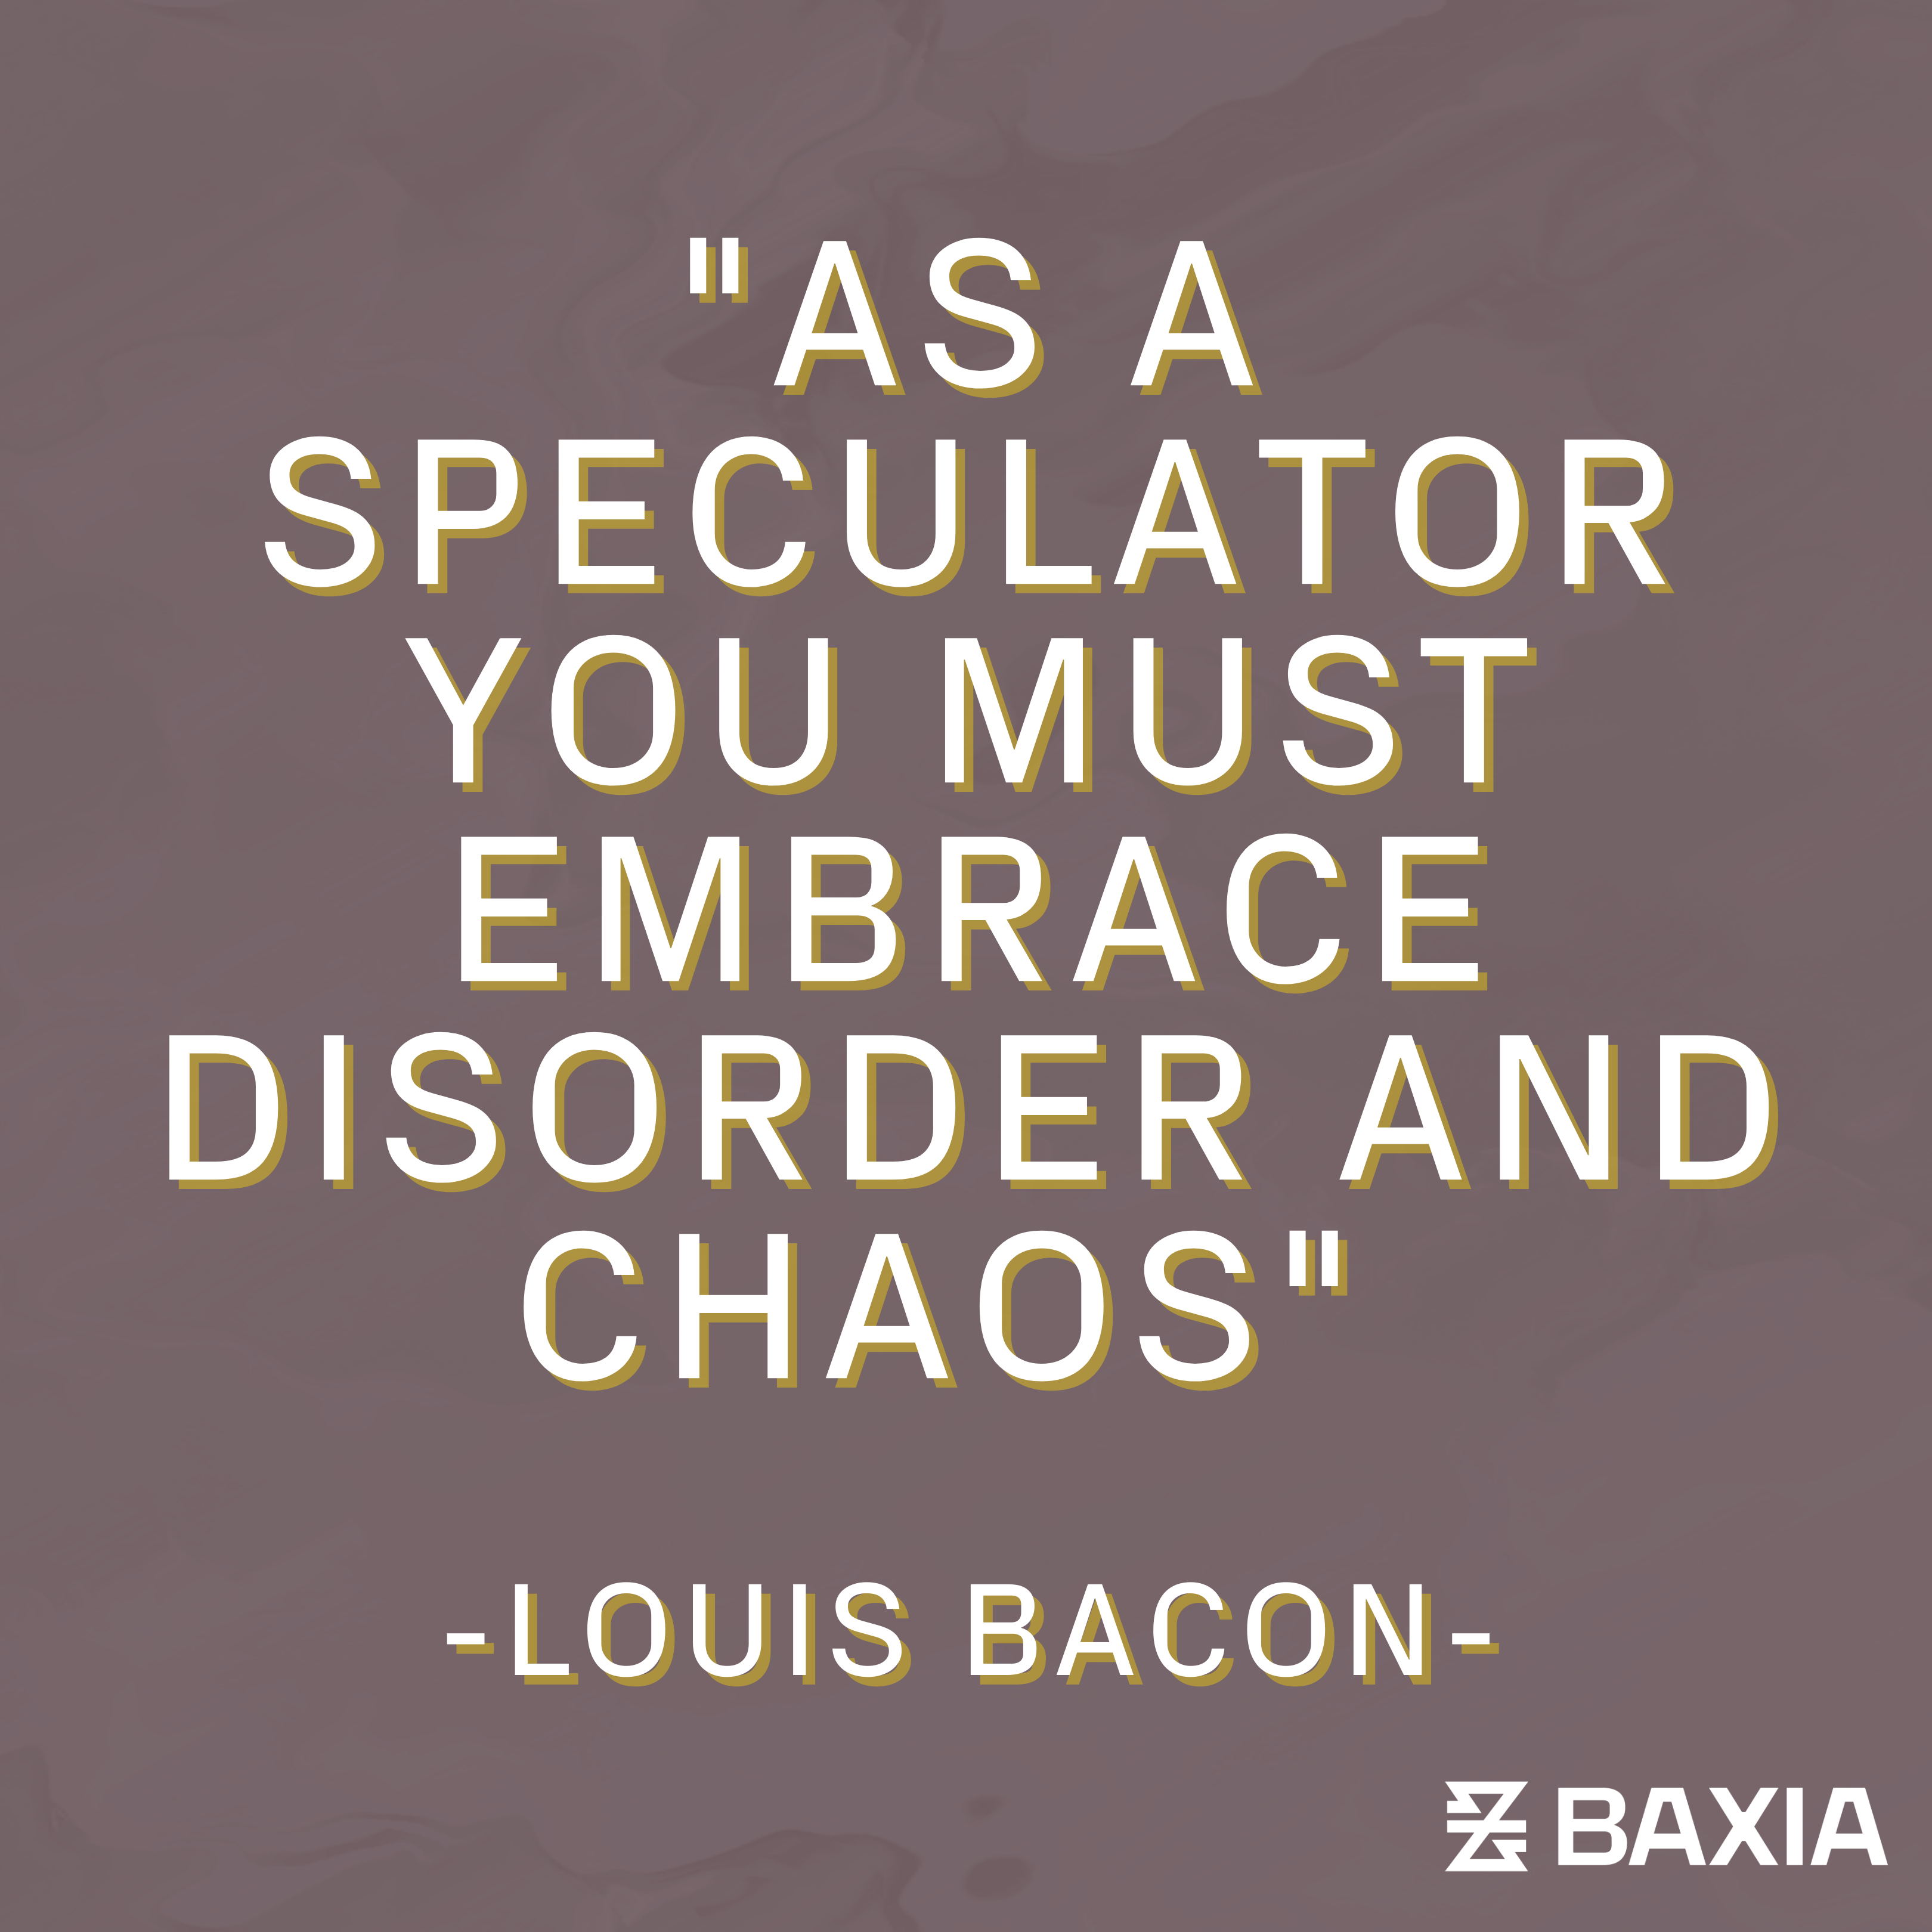 "AS A
SPECULATOR
YOU MUST
EMBRACE
DISORDER AND
CHAOS"
-LOUIS BACON-
BAXIA